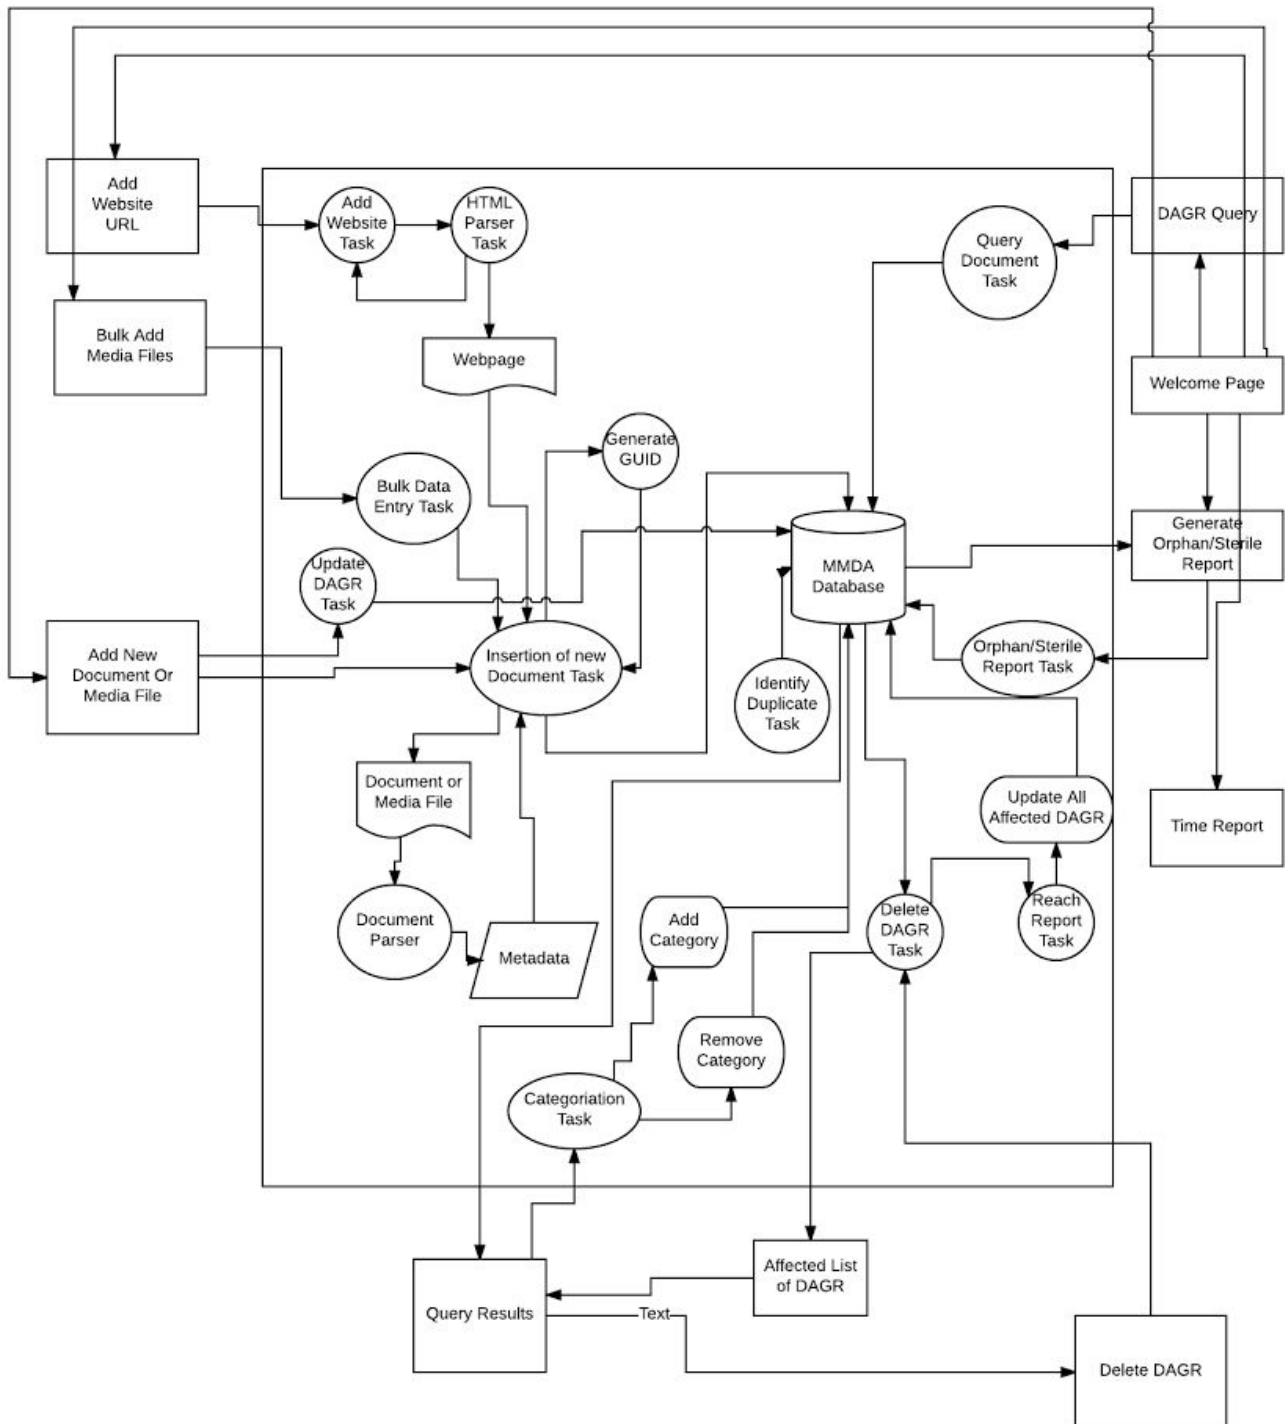 Add
Website
URL
Add
Website
Task
HTML
Parser
Task
Query
Document
Task
DAGR Query
Bulk Add
Media Files
Webpage
Welcome Page
Generate
GUID
Bulk Data
Entry Task
Update
DAGR
Task
MMDA
Database
Generate
Orphan/Sterile
Report
Add New
Document Or
Media File
Insertion of new
Document Task
Identify
Duplicate
Task
Orphan/Sterile
Report Task
Document or
Media File
Update All
Affected DAGR
Time Report
Document
Parser
Metadata
Add
Category
Delete
DAGR
Task
Reach
Report
Task
Remove
Category
Categoriation
Task
Query Results
Affected List
of DAGR
Text
Delete DAGR